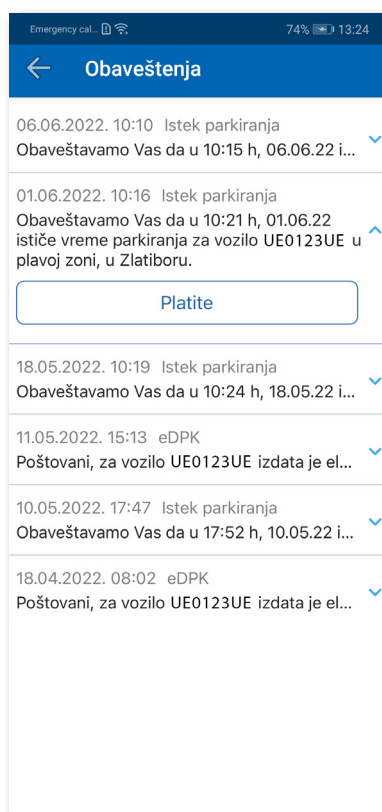 Emergency cal... 74% 13:24
Obaveštenja
06.06.2022. 10:10 Istek parkiranja
Obaveštavamo Vas da u 10:15 h, 06.06.22 i...
01.06.2022. 10:16 Istek parkiranja
Obaveštavamo Vas da u 10:21 h, 01.06.22
ističe vreme parkiranja za vozilo UE0123UE u
plavoj zoni, u Zlatiboru.
Platite
18.05.2022. 10:19 Istek parkiranja
Obaveštavamo Vas da u 10:24 h, 18.05.22 i...
11.05.2022. 15:13 eDPK
Poštovani, za vozilo UE0123UE izdata je el...
10.05.2022. 17:47 Istek parkiranja
Obaveštavamo Vas da u 17:52 h, 10.05.22 i...
18.04.2022. 08:02 eDPK
Poštovani, za vozilo UE0123UE izdata je el...